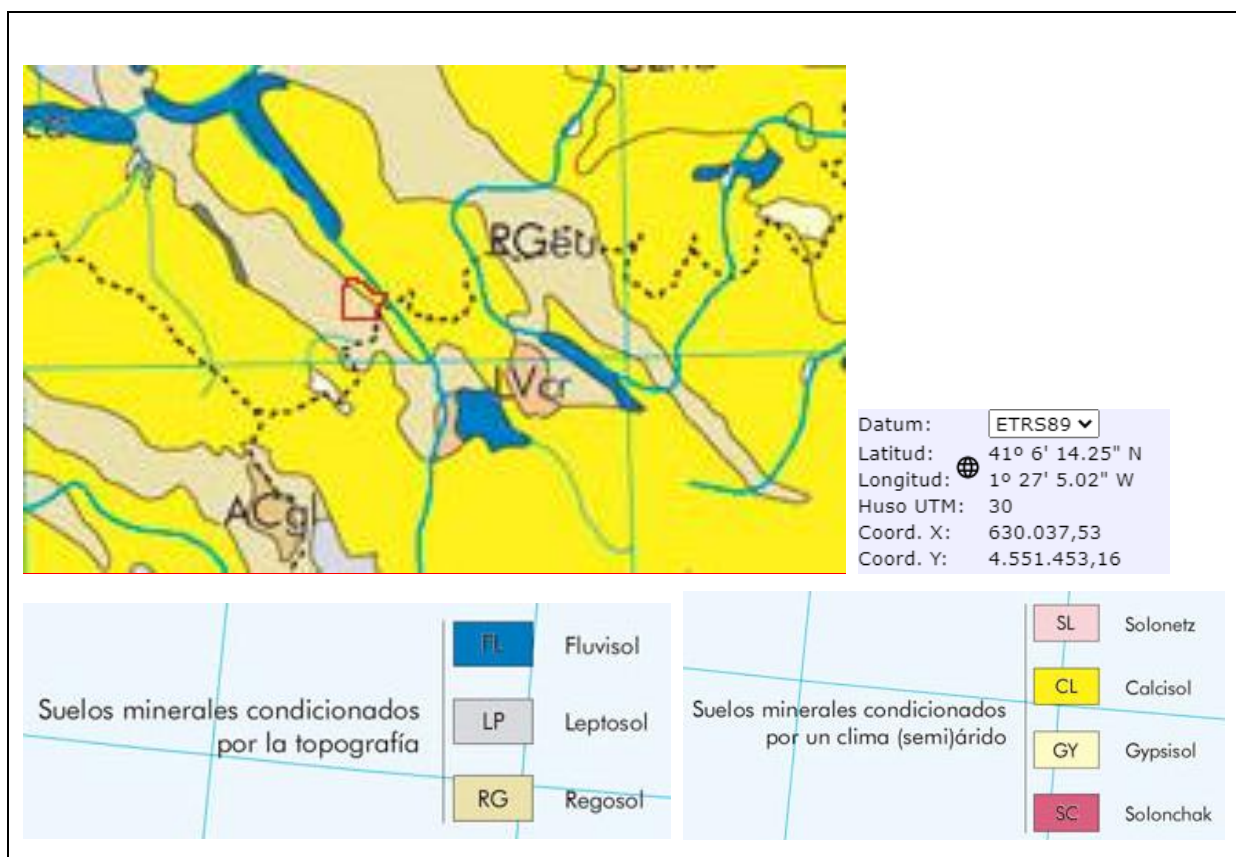 RGeu
LVcr
ACgl
Datum: ETRS89
Latitud: 41º 6' 14.25" N
Longitud: 1º 27' 5.02" W
Huso UTM: 30
Coord. X: 630.037,53
Coord. Y: 4.551.453,16
Suelos minerales condicionados
por la topografía
FL Fluvisol
LP Leptosol
RG Regosol
Suelos minerales condicionados
por un clima (semi)árido
SL Solonetz
CL Calcisol
GY Gypsisol
SC Solonchak